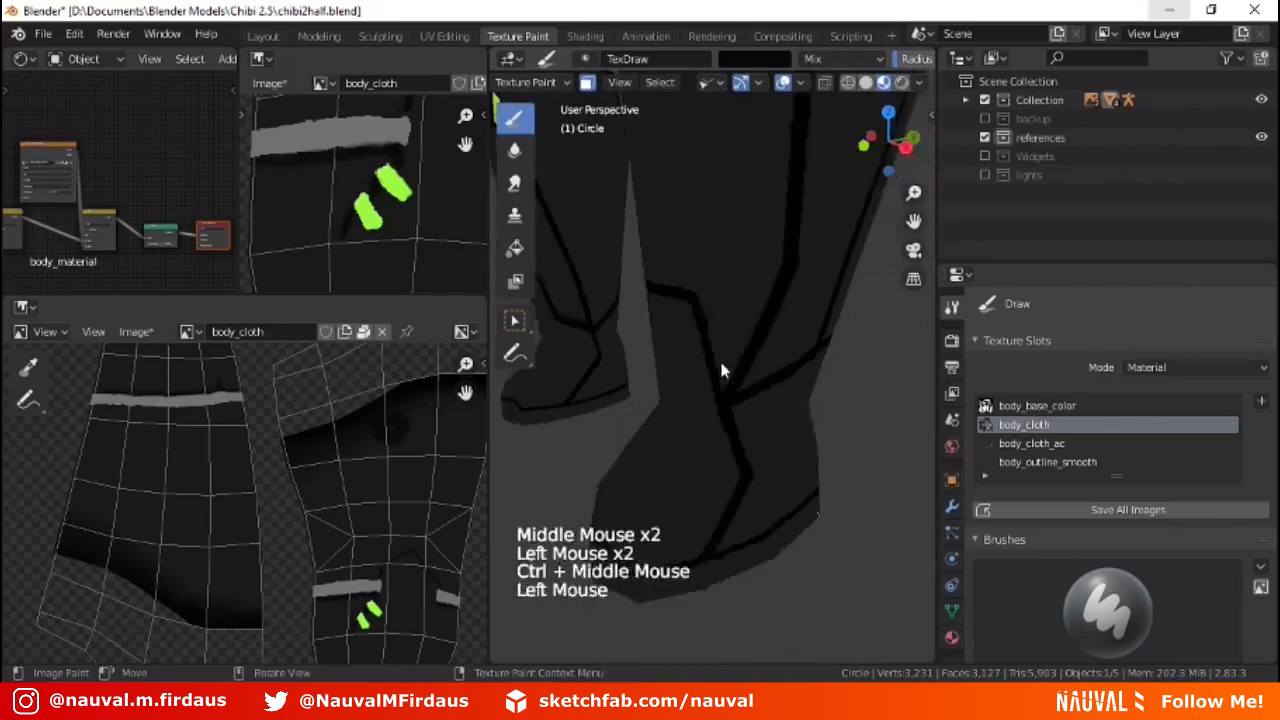 Blender* [D:\Documents\Blender Models\Chibi 2.5\chibi2half.blend]
File Edit Render Window Help
Layout Modeling Sculpting UV Editing Texture Paint Shading Animation Rendering Compositing Scripting +
Scene
View Layer
Object View Select Add
TexDraw Mix Radius
Image* body_cloth
Texture Paint View Select
User Perspective
(1) Circle
body_material
Scene Collection
Collection
backup
references
Widgets
lights
View View Image* body_cloth
Draw
Texture Slots
Mode Material
body_base_color
body_cloth
body_cloth_ac
body_outline_smooth
Save All Images
Brushes
Middle Mouse x2
Left Mouse x2
Ctrl + Middle Mouse
Left Mouse
Image Paint Move Rotate View Texture Paint Context Menu Circle | Verts:3,231 | Faces:3,127 | Tris:5,903 | Objects:1/5 | Mem: 202.3 MiB | 2.83.3
@nauval.m.firdaus @NauvalMFirdaus sketchfab.com/nauval NAUVAL Follow Me!